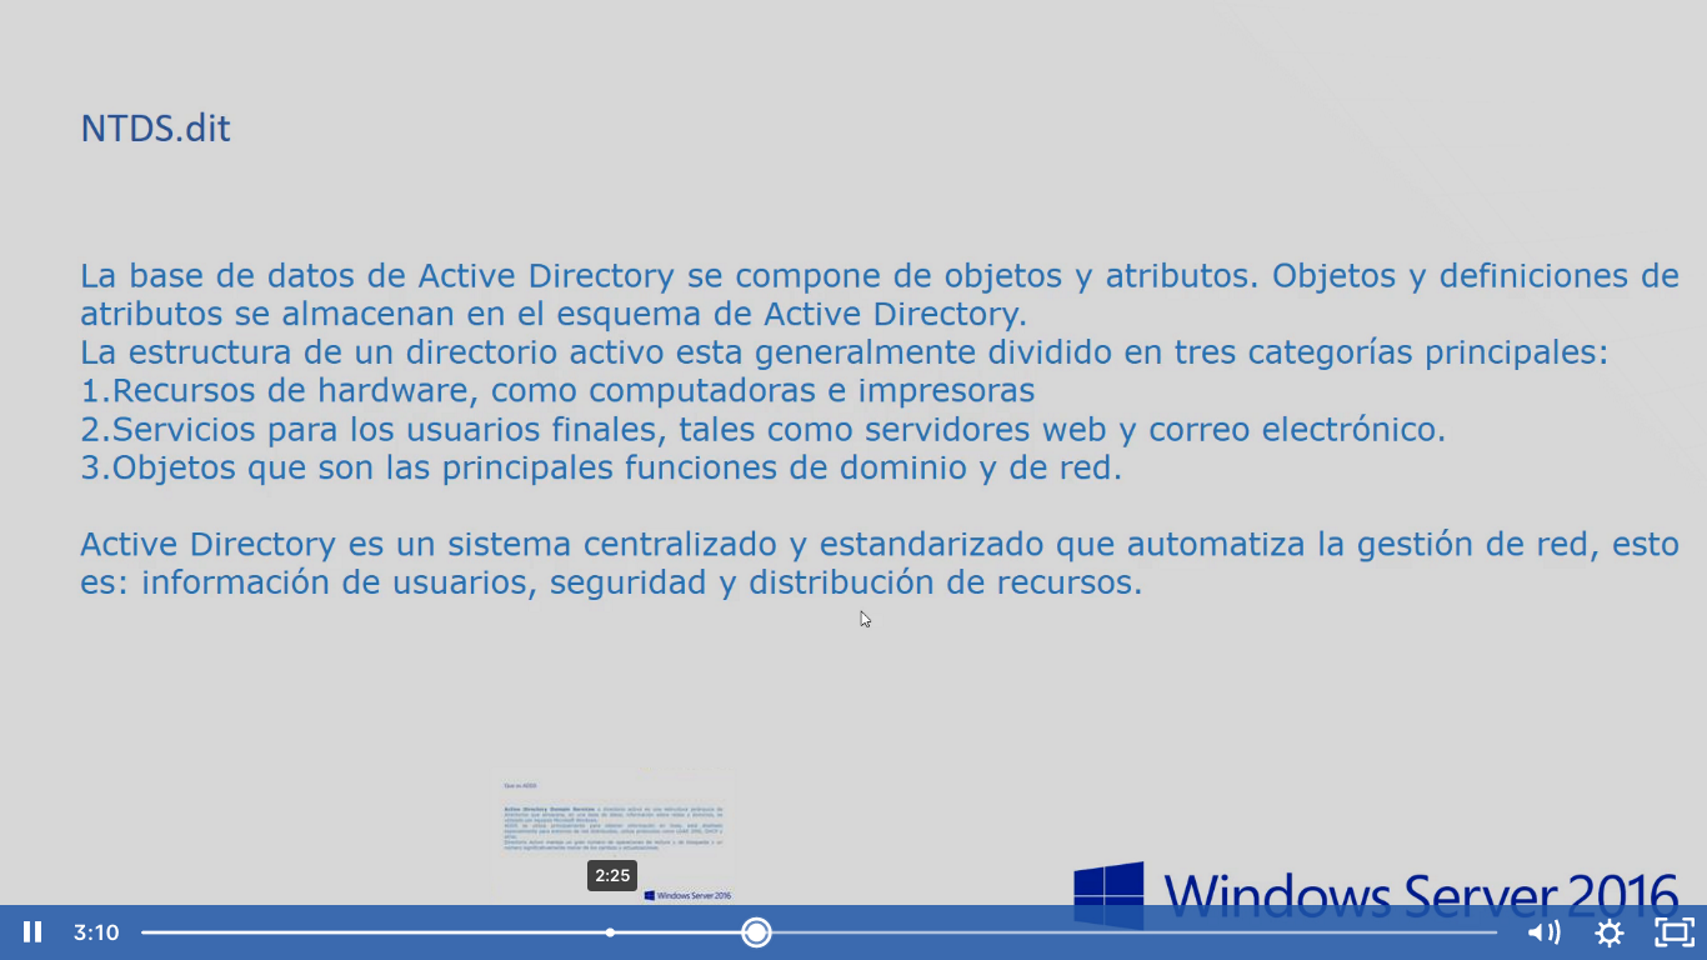 NTDS.dit
La base de datos de Active Directory se compone de objetos y atributos. Objetos y definiciones de
atributos se almacenan en el esquema de Active Directory.
La estructura de un directorio activo esta generalmente dividido en tres categorías principales:
1.Recursos de hardware, como computadoras e impresoras
2.Servicios para los usuarios finales, tales como servidores web y correo electrónico.
3.Objetos que son las principales funciones de dominio y de red.
Active Directory es un sistema centralizado y estandarizado que automatiza la gestión de red, esto
es: información de usuarios, seguridad y distribución de recursos.
Active Directory Domain Services
2:25
Windows Server 2016
Windows Server 2016
3:10